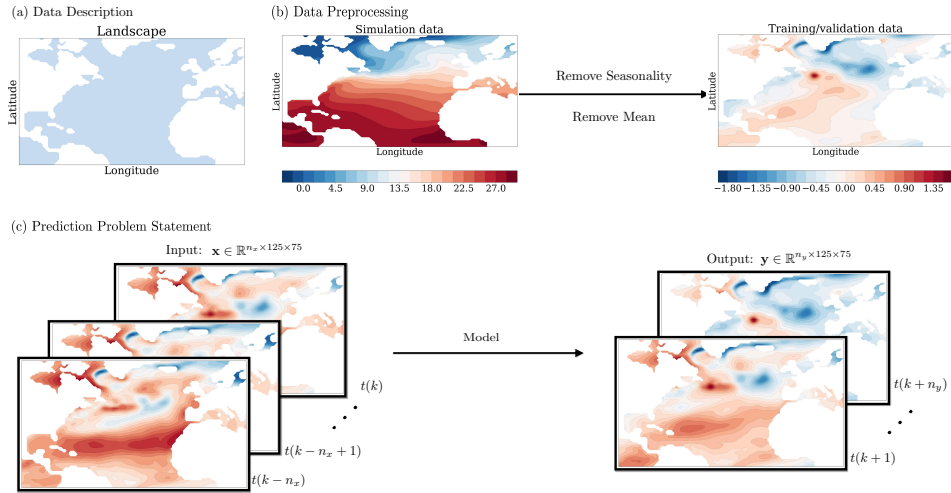 (a) Data Description
Landscape
Latitude
Longitude
(b) Data Preprocessing
Simulation data
Latitude
Longitude
0.0 4.5 9.0 13.5 18.0 22.5 27.0
Remove Seasonality
Remove Mean
Training/validation data
Latitude
Longitude
−1.80 −1.35 −0.90 −0.45 0.00 0.45 0.90 1.35
(c) Prediction Problem Statement
Input: x ∈ ℝ^{n_x×125×75}
t(k)
t(k − n_x + 1)
t(k − n_x)
Model
Output: y ∈ ℝ^{n_y×125×75}
t(k + n_y)
t(k + 1)